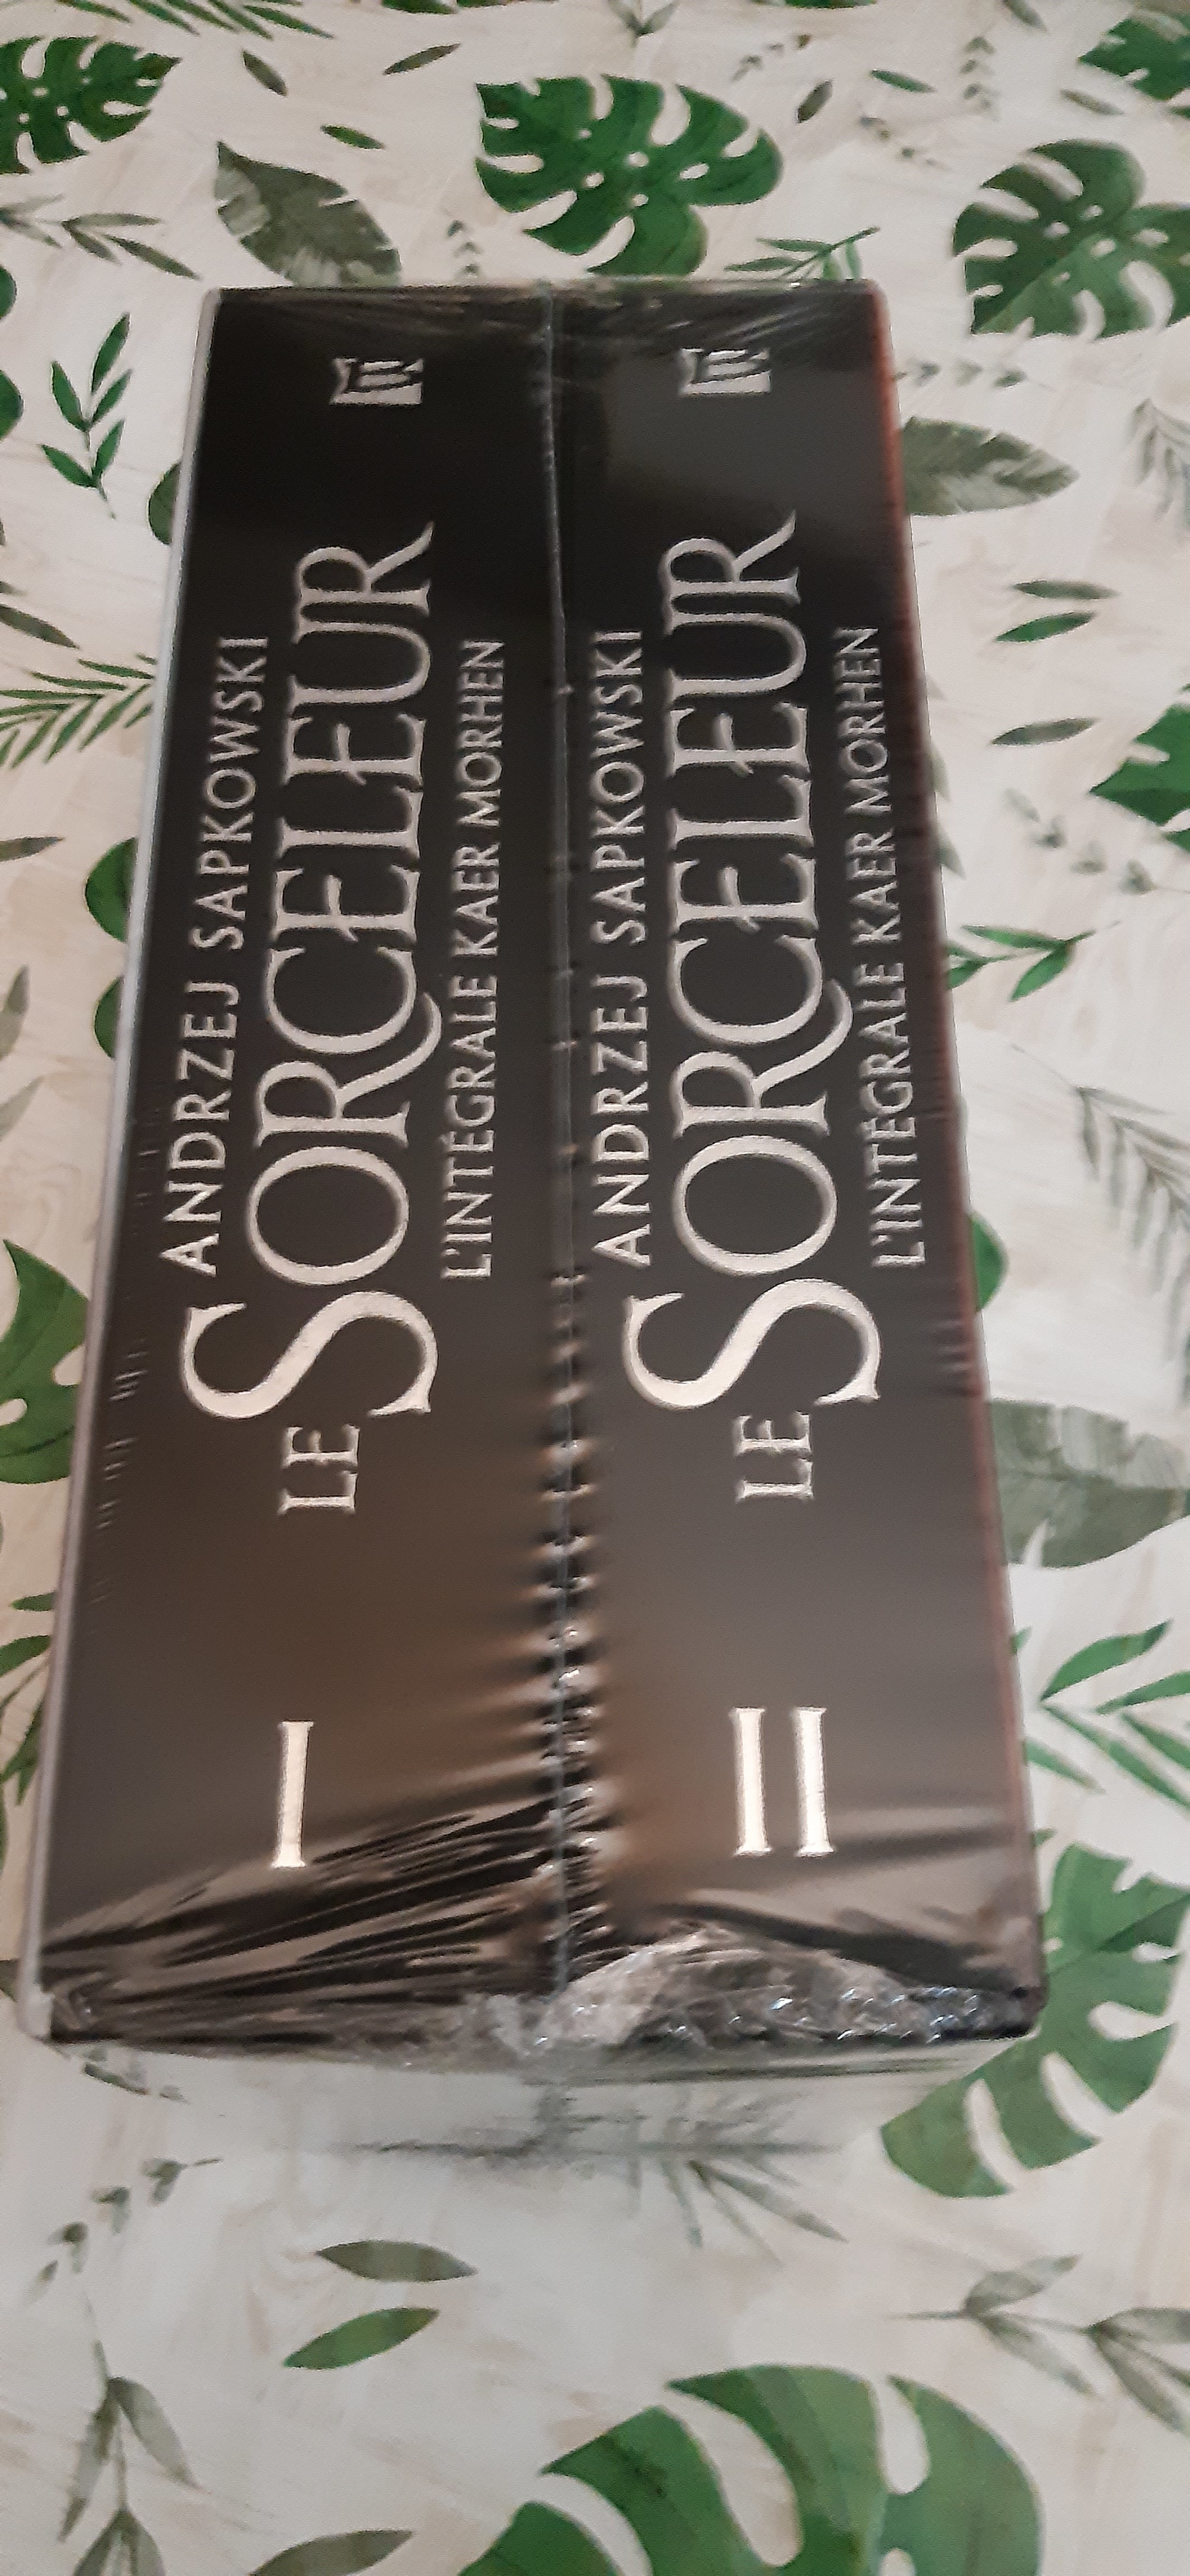 ANDRZEJ SAPKOWSKI
LE SORCELEUR
L'INTÉGRALE KAER MORHEN
I
ANDRZEJ SAPKOWSKI
LE SORCELEUR
L'INTÉGRALE KAER MORHEN
II